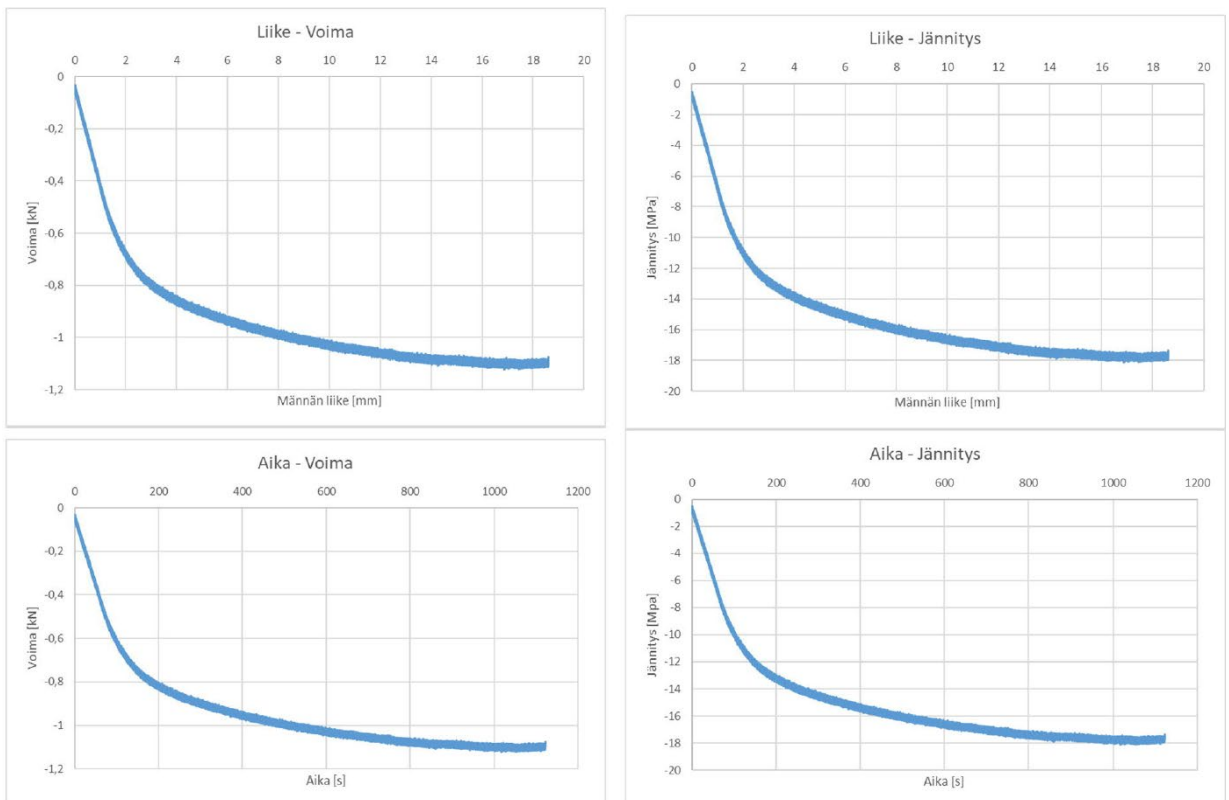 Liike - Voima
0 2 4 6 8 10 12 14 16 18 20
0
-0,2
-0,4
-0,6
-0,8
-1
-1,2
Voima [kN]
Männän liike [mm]
Liike - Jännitys
0 2 4 6 8 10 12 14 16 18 20
0
-2
-4
-6
-8
-10
-12
-14
-16
-18
-20
Jännitys [MPa]
Männän liike [mm]
Aika - Voima
0 200 400 600 800 1000 1200
0
-0,2
-0,4
-0,6
-0,8
-1
-1,2
Voima [kN]
Aika [s]
Aika - Jännitys
0 200 400 600 800 1000 1200
0
-2
-4
-6
-8
-10
-12
-14
-16
-18
-20
Jännitys [Mpa]
Aika [s]